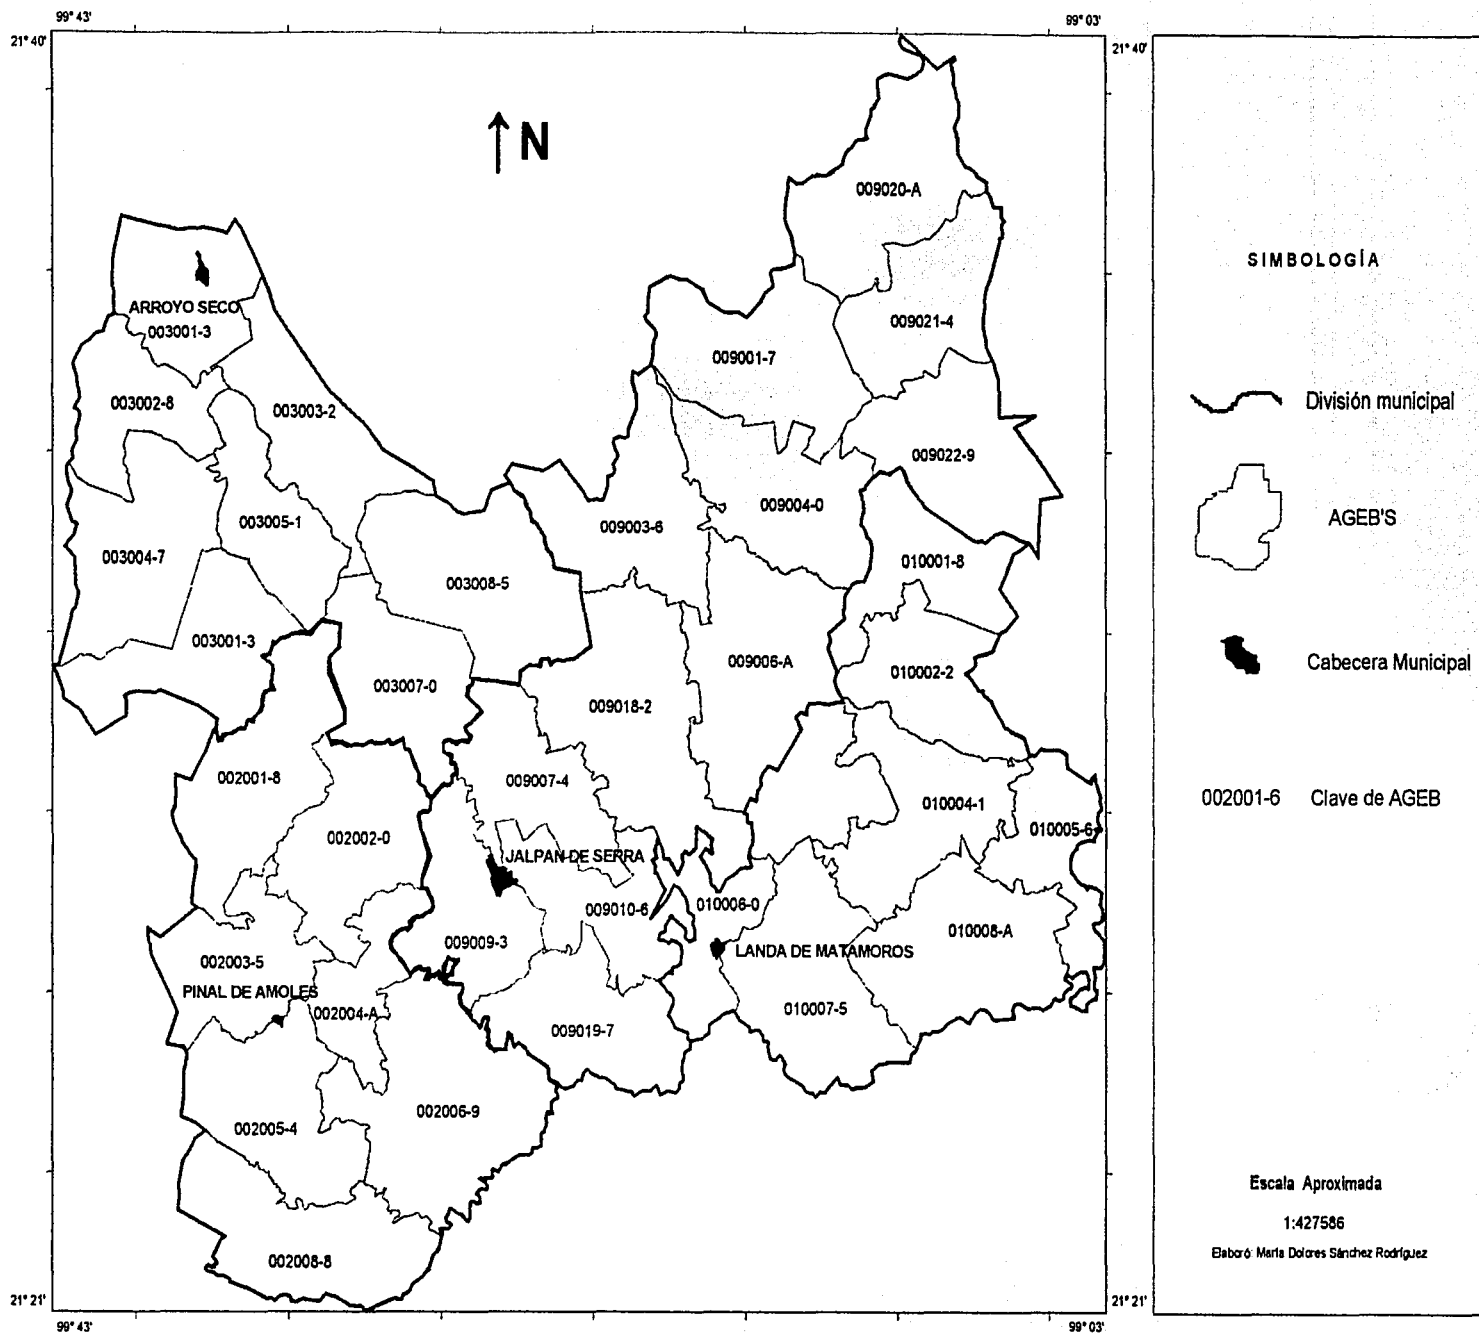 99° 43'
99° 03'
21° 40'
21° 40'
N
009020-A
SIMBOLOGÍA
ARROYO SECO
003001-3
009021-4
009001-7
003002-8
003003-2
División municipal
009022-9
009004-0
003005-1
009003-6
AGEB'S
003004-7
010001-8
003008-5
003001-3
009006-A
010002-2
Cabecera Municipal
003007-0
009018-2
002001-8
009007-4
010004-1
002001-6 Clave de AGEB
010005-6
002002-0
JALPAN DE SERRA
009010-6
010006-0
010008-A
009009-3
LANDA DE MATAMOROS
002003-5
PINAL DE AMOLES
002004-A
010007-5
009019-7
002006-9
002005-4
Escala Aproximada
1:427586
Elaboró: María Dolores Sánchez Rodríguez
002008-8
21° 21'
21° 21'
99° 43'
99° 03'